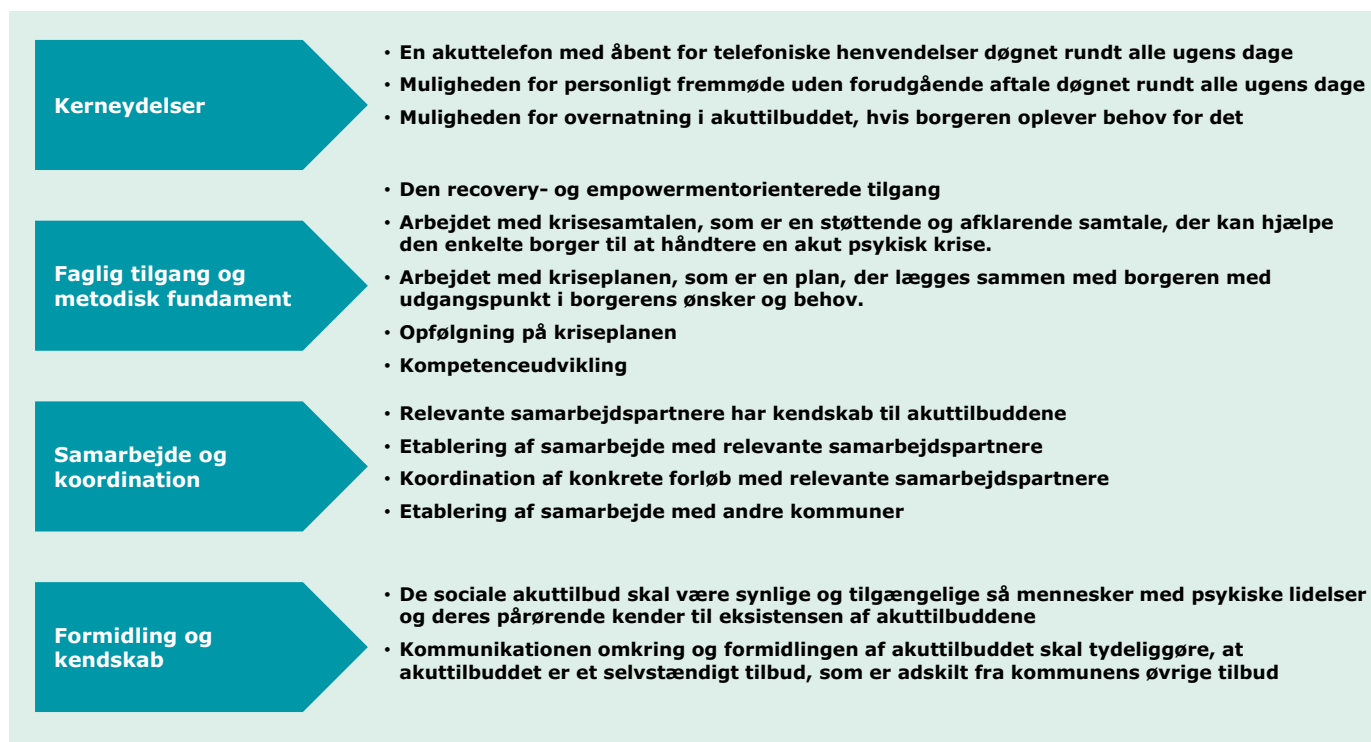 Kerneydelser
• En akuttelefon med åbent for telefoniske henvendelser døgnet rundt alle ugens dage
• Muligheden for personligt fremmøde uden forudgående aftale døgnet rundt alle ugens dage
• Muligheden for overnatning i akuttilbuddet, hvis borgeren oplever behov for det
Faglig tilgang og
metodisk fundament
• Den recovery- og empowermentorienterede tilgang
• Arbejdet med krisesamtalen, som er en støttende og afklarende samtale, der kan hjælpe
den enkelte borger til at håndtere en akut psykisk krise.
• Arbejdet med kriseplanen, som er en plan, der lægges sammen med borgeren med
udgangspunkt i borgerens ønsker og behov.
• Opfølgning på kriseplanen
• Kompetenceudvikling
Samarbejde og
koordination
• Relevante samarbejdspartnere har kendskab til akuttilbuddene
• Etablering af samarbejde med relevante samarbejdspartnere
• Koordination af konkrete forløb med relevante samarbejdspartnere
• Etablering af samarbejde med andre kommuner
Formidling og
kendskab
• De sociale akuttilbud skal være synlige og tilgængelige så mennesker med psykiske lidelser
og deres pårørende kender til eksistensen af akuttilbuddene
• Kommunikationen omkring og formidlingen af akuttilbuddet skal tydeliggøre, at
akuttilbuddet er et selvstændigt tilbud, som er adskilt fra kommunens øvrige tilbud